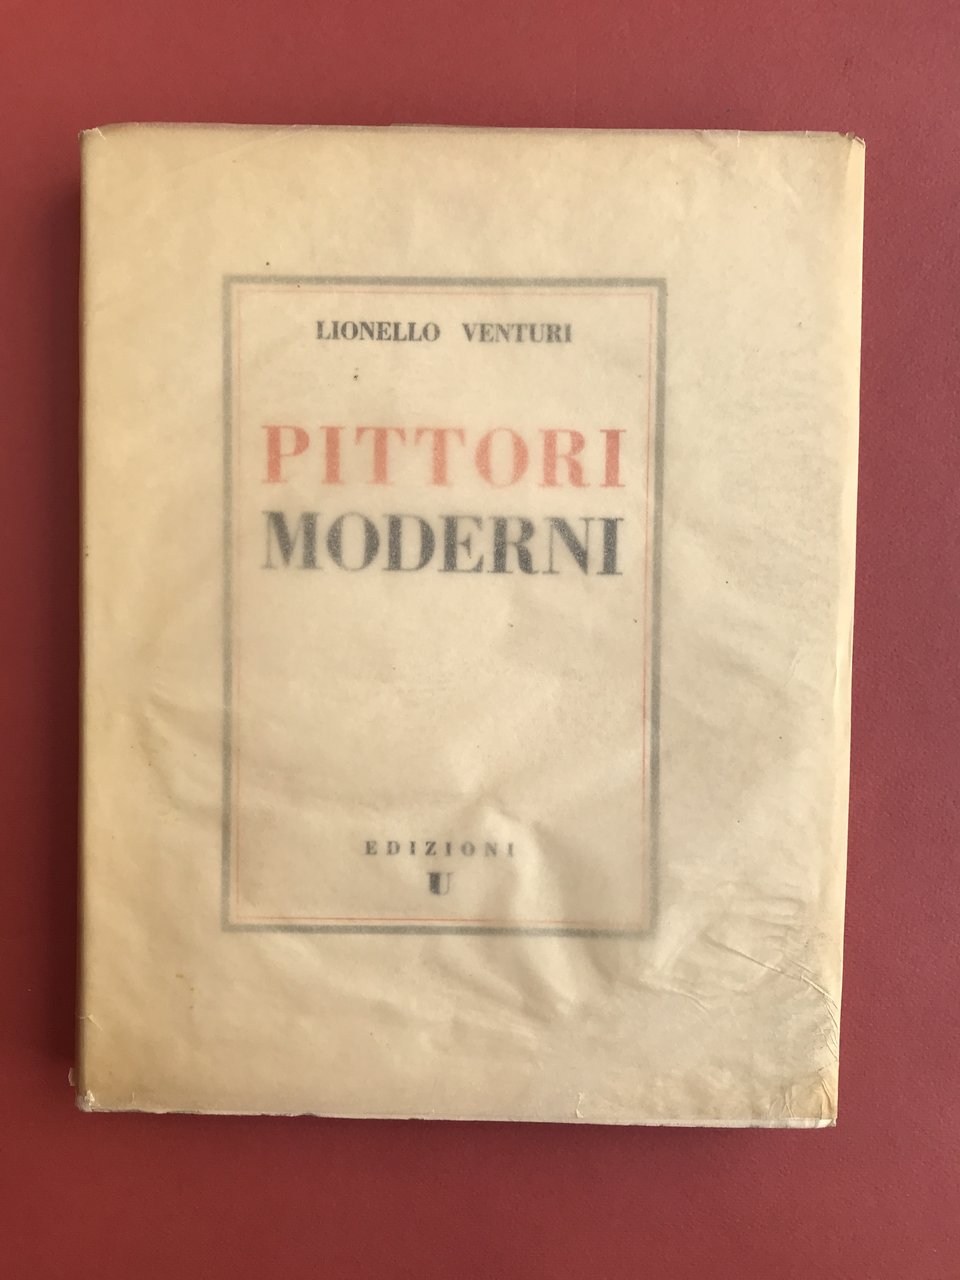 LIONELLO VENTURI
PITTORI
MODERNI
EDIZIONI
U